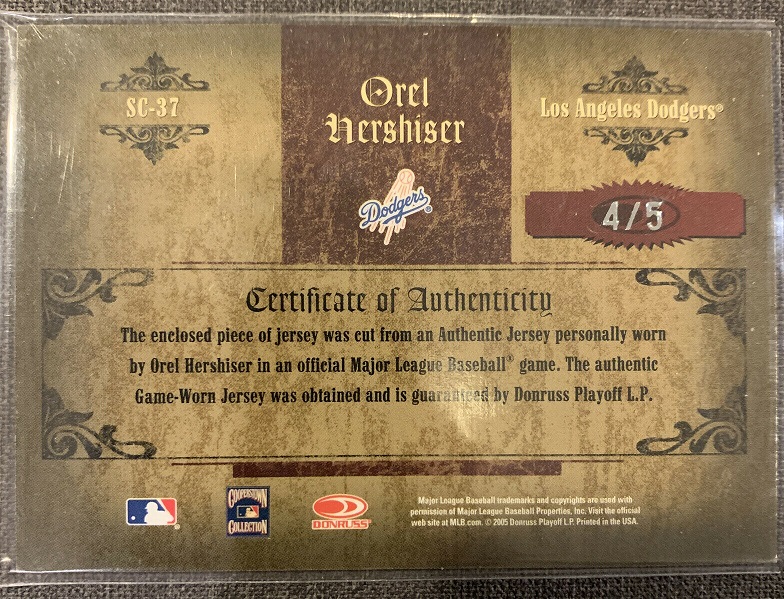 SC-37
Orel
Hershiser
Los Angeles Dodgers®
Dodgers®
4/5
Certificate of Authenticity
The enclosed piece of jersey was cut from an Authentic Jersey personally worn
by Orel Hershiser in an official Major League Baseball® game. The authentic
Game-Worn Jersey was obtained and is guaranteed by Donruss Playoff L.P.
COOPERSTOWN
COLLECTION
DONRUSS
Major League Baseball trademarks and copyrights are used with
permission of Major League Baseball Properties, Inc. Visit the official
web site at MLB.com. © 2005 Donruss Playoff L.P. Printed in the USA.